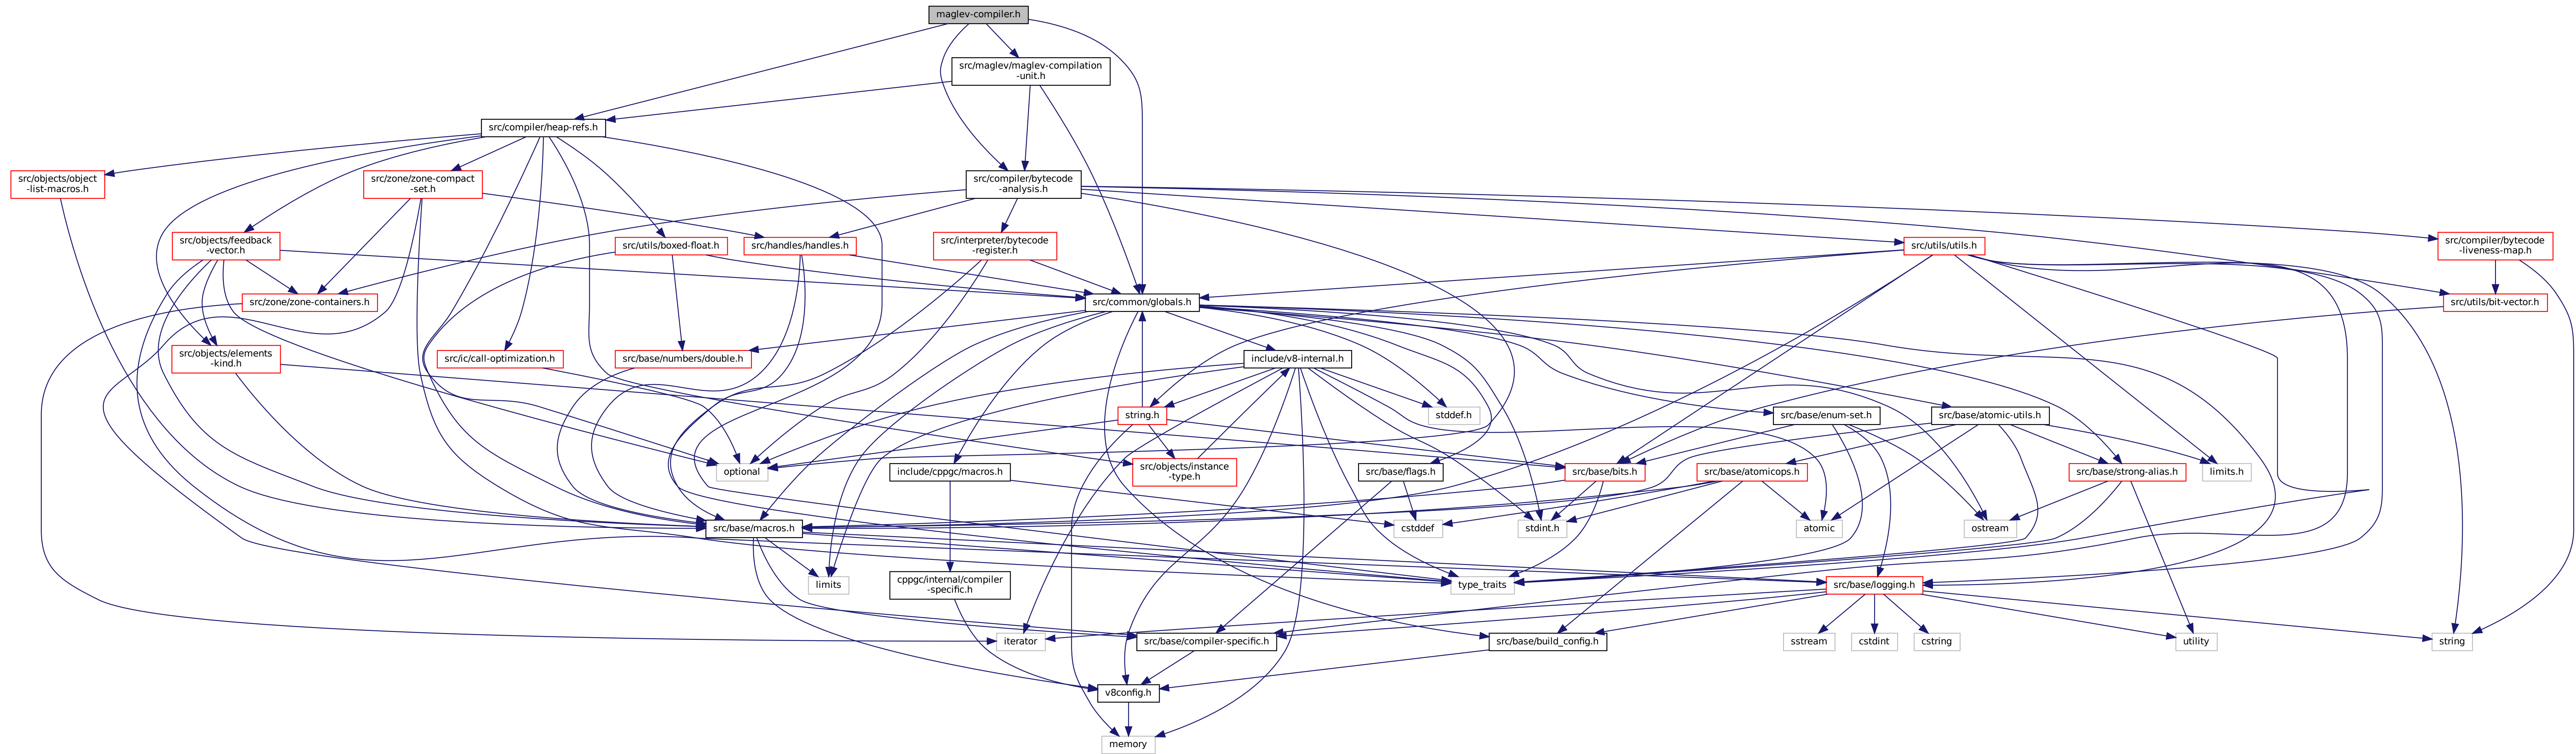 maglev-compiler.h
src/maglev/maglev-compilation
-unit.h
src/compiler/heap-refs.h
src/objects/object
-list-macros.h
src/zone/zone-compact
-set.h
src/compiler/bytecode
-analysis.h
src/objects/feedback
-vector.h
src/utils/boxed-float.h
src/handles/handles.h
src/interpreter/bytecode
-register.h
src/utils/utils.h
src/compiler/bytecode
-liveness-map.h
src/zone/zone-containers.h
src/common/globals.h
src/utils/bit-vector.h
src/objects/elements
-kind.h
src/ic/call-optimization.h
src/base/numbers/double.h
include/v8-internal.h
string.h
stddef.h
src/base/enum-set.h
src/base/atomic-utils.h
optional
include/cppgc/macros.h
src/objects/instance
-type.h
src/base/flags.h
src/base/bits.h
src/base/atomicops.h
src/base/strong-alias.h
limits.h
src/base/macros.h
cstddef
stdint.h
atomic
ostream
limits
cppgc/internal/compiler
-specific.h
type_traits
src/base/logging.h
iterator
src/base/compiler-specific.h
src/base/build_config.h
sstream
cstdint
cstring
utility
string
v8config.h
memory